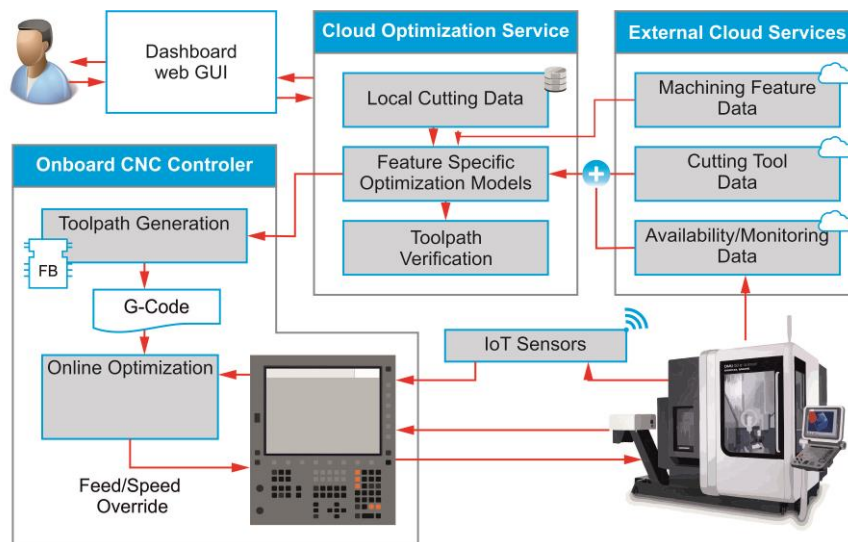 Dashboard
web GUI
Cloud Optimization Service
Local Cutting Data
Feature Specific
Optimization Models
Toolpath
Verification
External Cloud Services
Machining Feature
Data
Cutting Tool
Data
Availability/Monitoring
Data
Onboard CNC Controler
Toolpath Generation
FB
G-Code
Online Optimization
Feed/Speed
Override
IoT Sensors